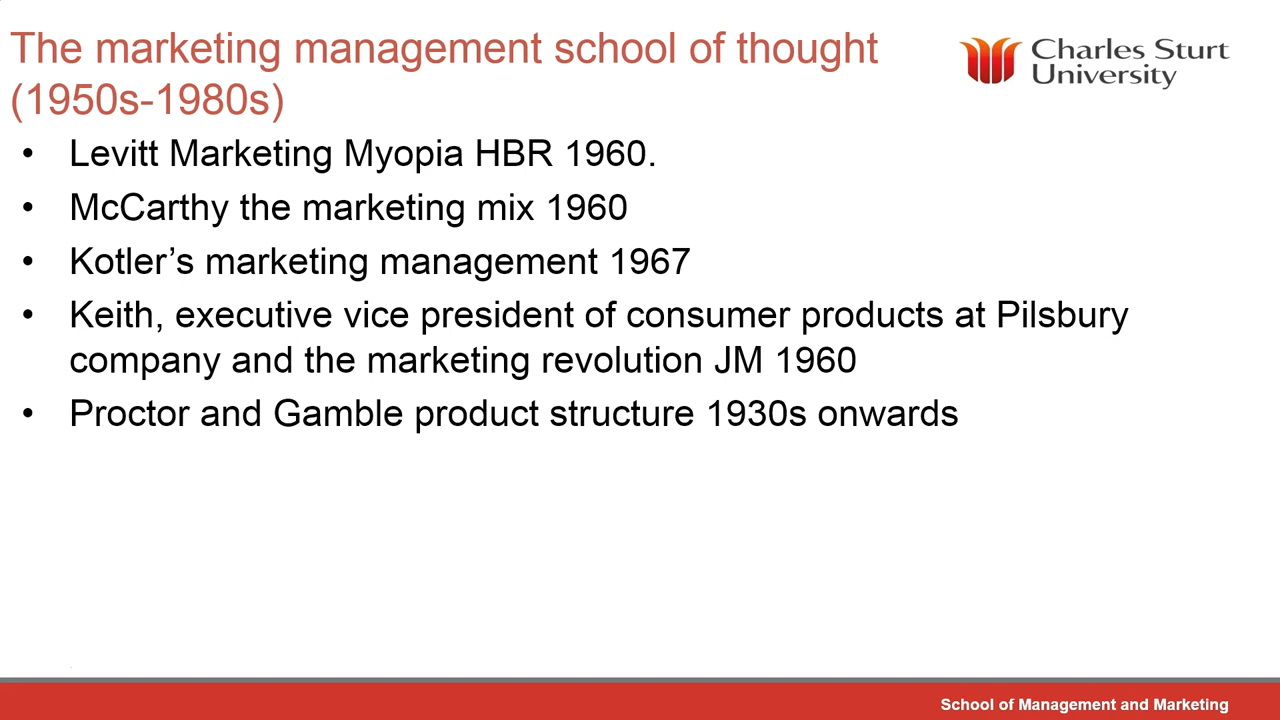 The marketing management school of thought
(1950s-1980s)
Charles Sturt
University
• Levitt Marketing Myopia HBR 1960.
• McCarthy the marketing mix 1960
• Kotler’s marketing management 1967
• Keith, executive vice president of consumer products at Pilsbury
company and the marketing revolution JM 1960
• Proctor and Gamble product structure 1930s onwards
School of Management and Marketing